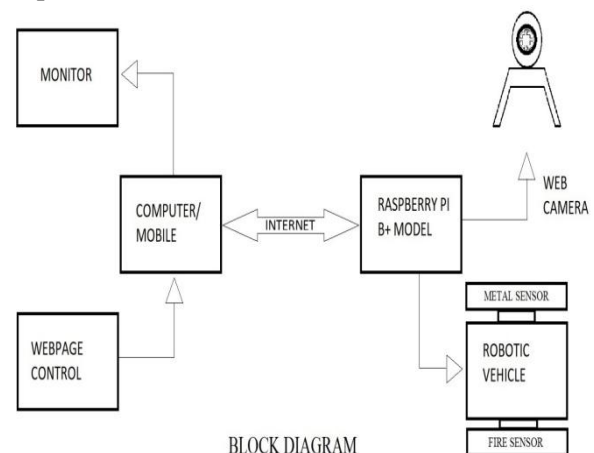 MONITOR
COMPUTER/
MOBILE
INTERNET
RASPBERRY PI
B+ MODEL
WEB
CAMERA
WEBPAGE
CONTROL
METAL SENSOR
ROBOTIC
VEHICLE
FIRE SENSOR
BLOCK DIAGRAM